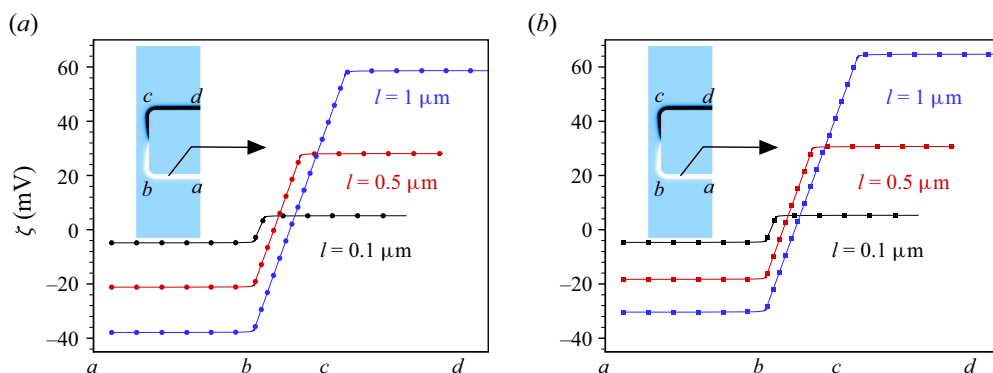 (a)
60
40
20
0
–20
–40
ζ (mV)
c d
b a
l = 1 μm
l = 0.5 μm
l = 0.1 μm
a b c d
(b)
60
40
20
0
–20
–40
c d
b a
l = 1 μm
l = 0.5 μm
l = 0.1 μm
a b c d